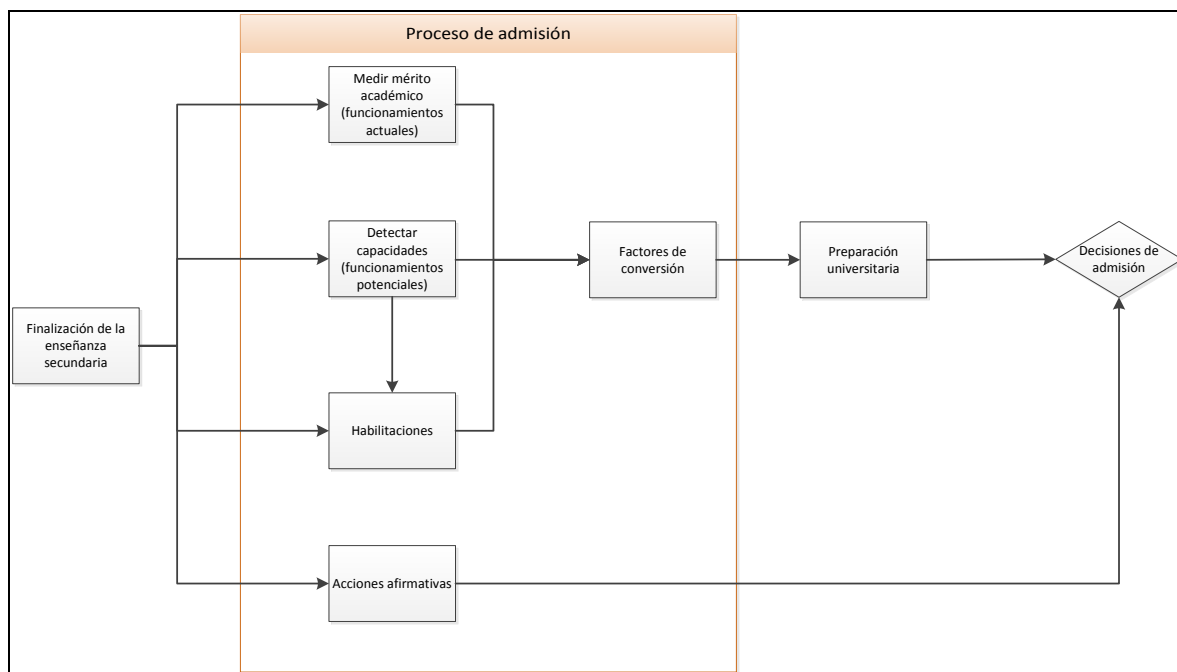 Proceso de admisión
Medir mérito
académico
(funcionamientos
actuales)
Detectar
capacidades
(funcionamientos
potenciales)
Factores de
conversión
Preparación
universitaria
Decisiones de
admisión
Finalización de la
enseñanza
secundaria
Habilitaciones
Acciones afirmativas